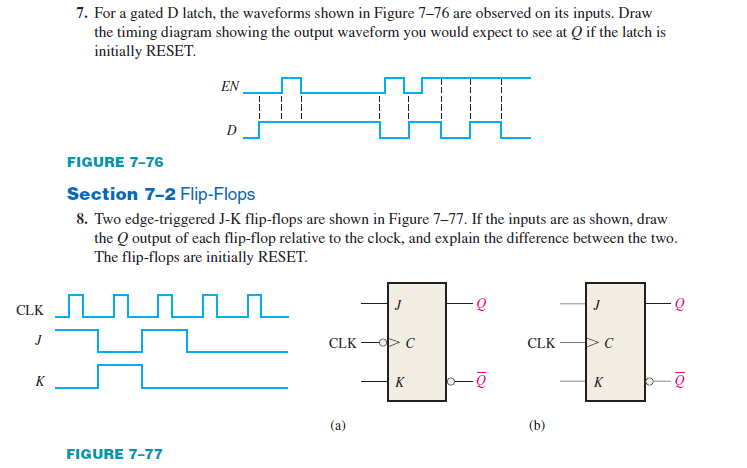 7. For a gated D latch, the waveforms shown in Figure 7–76 are observed on its inputs. Draw
the timing diagram showing the output waveform you would expect to see at Q if the latch is
initially RESET.
EN
D
FIGURE 7–76
Section 7–2 Flip-Flops
8. Two edge-triggered J-K flip-flops are shown in Figure 7–77. If the inputs are as shown, draw
the Q output of each flip-flop relative to the clock, and explain the difference between the two.
The flip-flops are initially RESET.
CLK
J
K
J
Q
CLK
C
K
Q̅
(a)
J
Q
CLK
C
K
Q̅
(b)
FIGURE 7–77